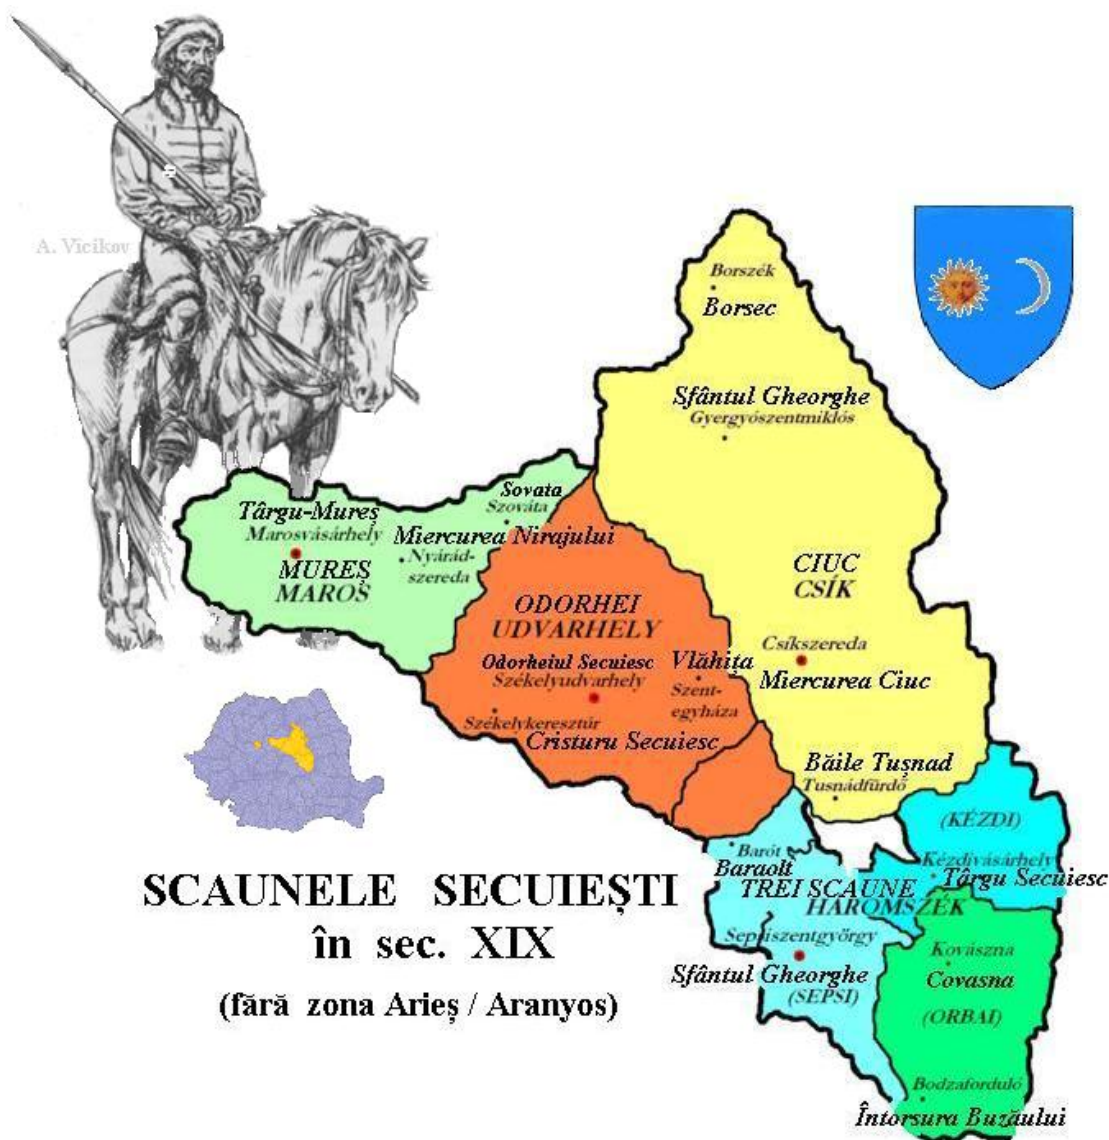 A. Vicikov
Borszék
Borsec
Sfântul Gheorghe
Gyergyószentmiklós
Sovata
Szováta
Târgu-Mureș
Marosvásárhely
Miercurea Nirajului
Nyárád-
szereda
MUREȘ
MAROS
CIUC
CSÍK
ODORHEI
UDVARHELY
Csíkszereda
Miercurea Ciuc
Odorheiul Secuiesc
Székelyudvarhely
Vlăhița
Szent-
egyháza
Székelykeresztúr
Cristuru Secuiesc
Băile Tușnad
Tusnádfürdő
(KÉZDI)
Barót
Baraolt
Kézdivásárhely
Târgu Secuiesc
TREI SCAUNE
HÁROMSZÉK
SCAUNELE SECUIEȘTI
în sec. XIX
(fără zona Arieș / Aranyos)
Sepsiszentgyörgy
Sfântul Gheorghe
(SEPSI)
Kovászna
Covasna
(ORBAI)
Bodzaforduló
Întorsura Buzăului